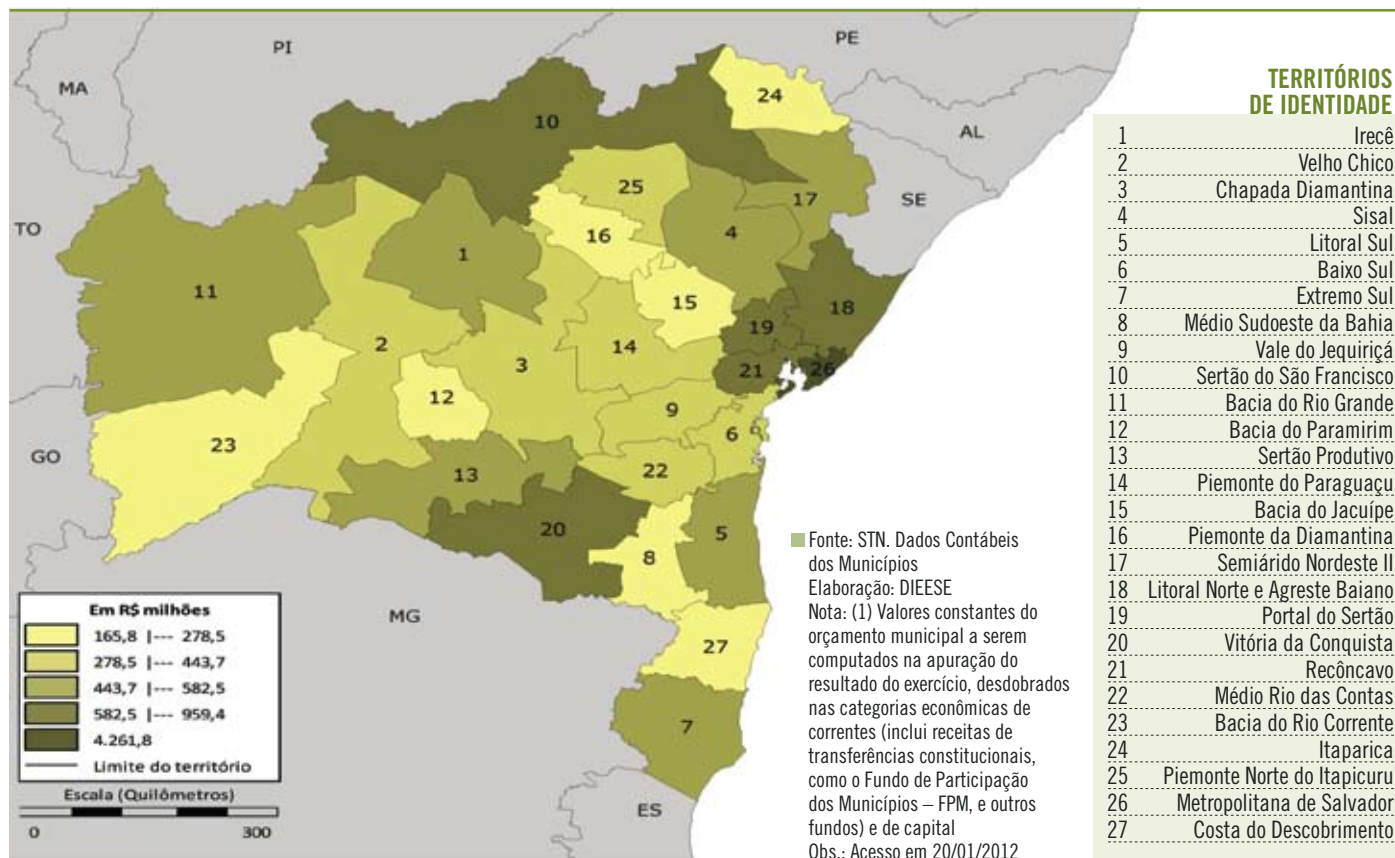 PI
PE
MA
24
10
AL
25
17
SE
TO
16
4
1
11
15
18
19
2
14
3
21
26
12
9
6
23
GO
22
13
20
5
8
MG
27
7
ES
Em R$ milhões
165,8 |--- 278,5
278,5 |--- 443,7
443,7 |--- 582,5
582,5 |--- 959,4
4.261,8
Limite do território
Escala (Quilômetros)
0 300
Fonte: STN. Dados Contábeis
dos Municípios
Elaboração: DIEESE
Nota: (1) Valores constantes do
orçamento municipal a serem
computados na apuração do
resultado do exercício, desdobrados
nas categorias econômicas de
correntes (inclui receitas de
transferências constitucionais,
como o Fundo de Participação
dos Municípios – FPM, e outros
fundos) e de capital
Obs.: Acesso em 20/01/2012
TERRITÓRIOS
DE IDENTIDADE
1 Irecê
2 Velho Chico
3 Chapada Diamantina
4 Sisal
5 Litoral Sul
6 Baixo Sul
7 Extremo Sul
8 Médio Sudoeste da Bahia
9 Vale do Jequiriçá
10 Sertão do São Francisco
11 Bacia do Rio Grande
12 Bacia do Paramirim
13 Sertão Produtivo
14 Piemonte do Paraguaçu
15 Bacia do Jacuípe
16 Piemonte da Diamantina
17 Semiárido Nordeste II
18 Litoral Norte e Agreste Baiano
19 Portal do Sertão
20 Vitória da Conquista
21 Recôncavo
22 Médio Rio das Contas
23 Bacia do Rio Corrente
24 Itaparica
25 Piemonte Norte do Itapicuru
26 Metropolitana de Salvador
27 Costa do Descobrimento